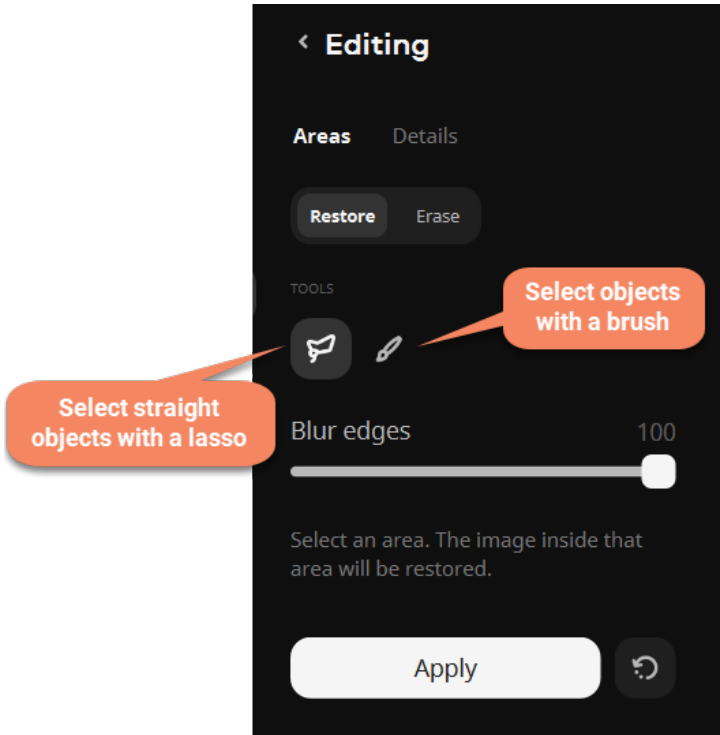 Editing
Areas Details
Restore Erase
TOOLS
Select objects
with a brush
Select straight
objects with a lasso
Blur edges 100
Select an area. The image inside that
area will be restored.
Apply